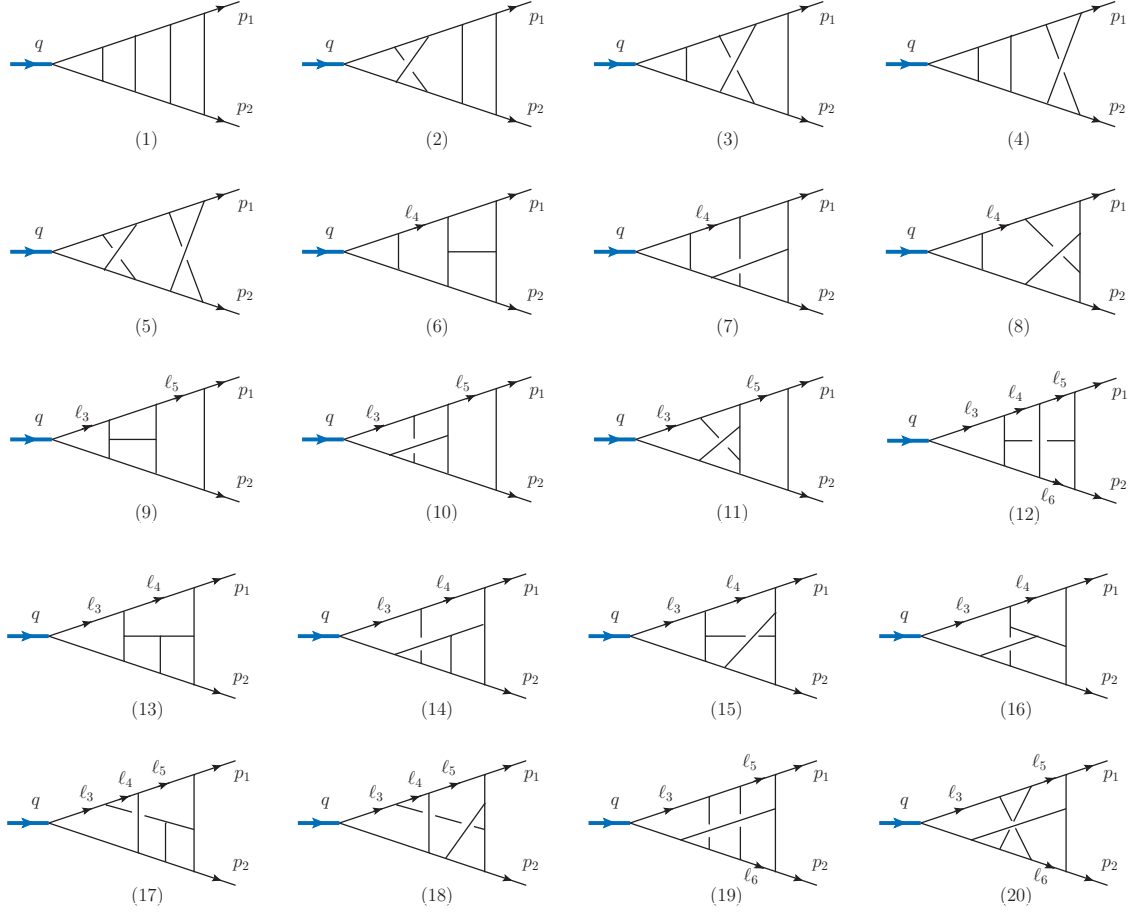 q p₁ p₂
(1)
q p₁ p₂
(2)
q p₁ p₂
(3)
q p₁ p₂
(4)
q p₁ p₂
(5)
q ℓ₄ p₁ p₂
(6)
q ℓ₄ p₁ p₂
(7)
q ℓ₄ p₁ p₂
(8)
q ℓ₃ ℓ₅ p₁ p₂
(9)
q ℓ₃ ℓ₅ p₁ p₂
(10)
q ℓ₃ ℓ₅ p₁ p₂
(11)
q ℓ₃ ℓ₄ ℓ₅ p₁ p₂ ℓ₆
(12)
q ℓ₃ ℓ₄ p₁ p₂
(13)
q ℓ₃ ℓ₄ p₁ p₂
(14)
q ℓ₃ ℓ₄ p₁ p₂
(15)
q ℓ₃ ℓ₄ p₁ p₂
(16)
q ℓ₃ ℓ₄ ℓ₅ p₁ p₂
(17)
q ℓ₃ ℓ₄ ℓ₅ p₁ p₂
(18)
q ℓ₃ ℓ₅ p₁ p₂ ℓ₆
(19)
q ℓ₃ ℓ₅ p₁ p₂ ℓ₆
(20)